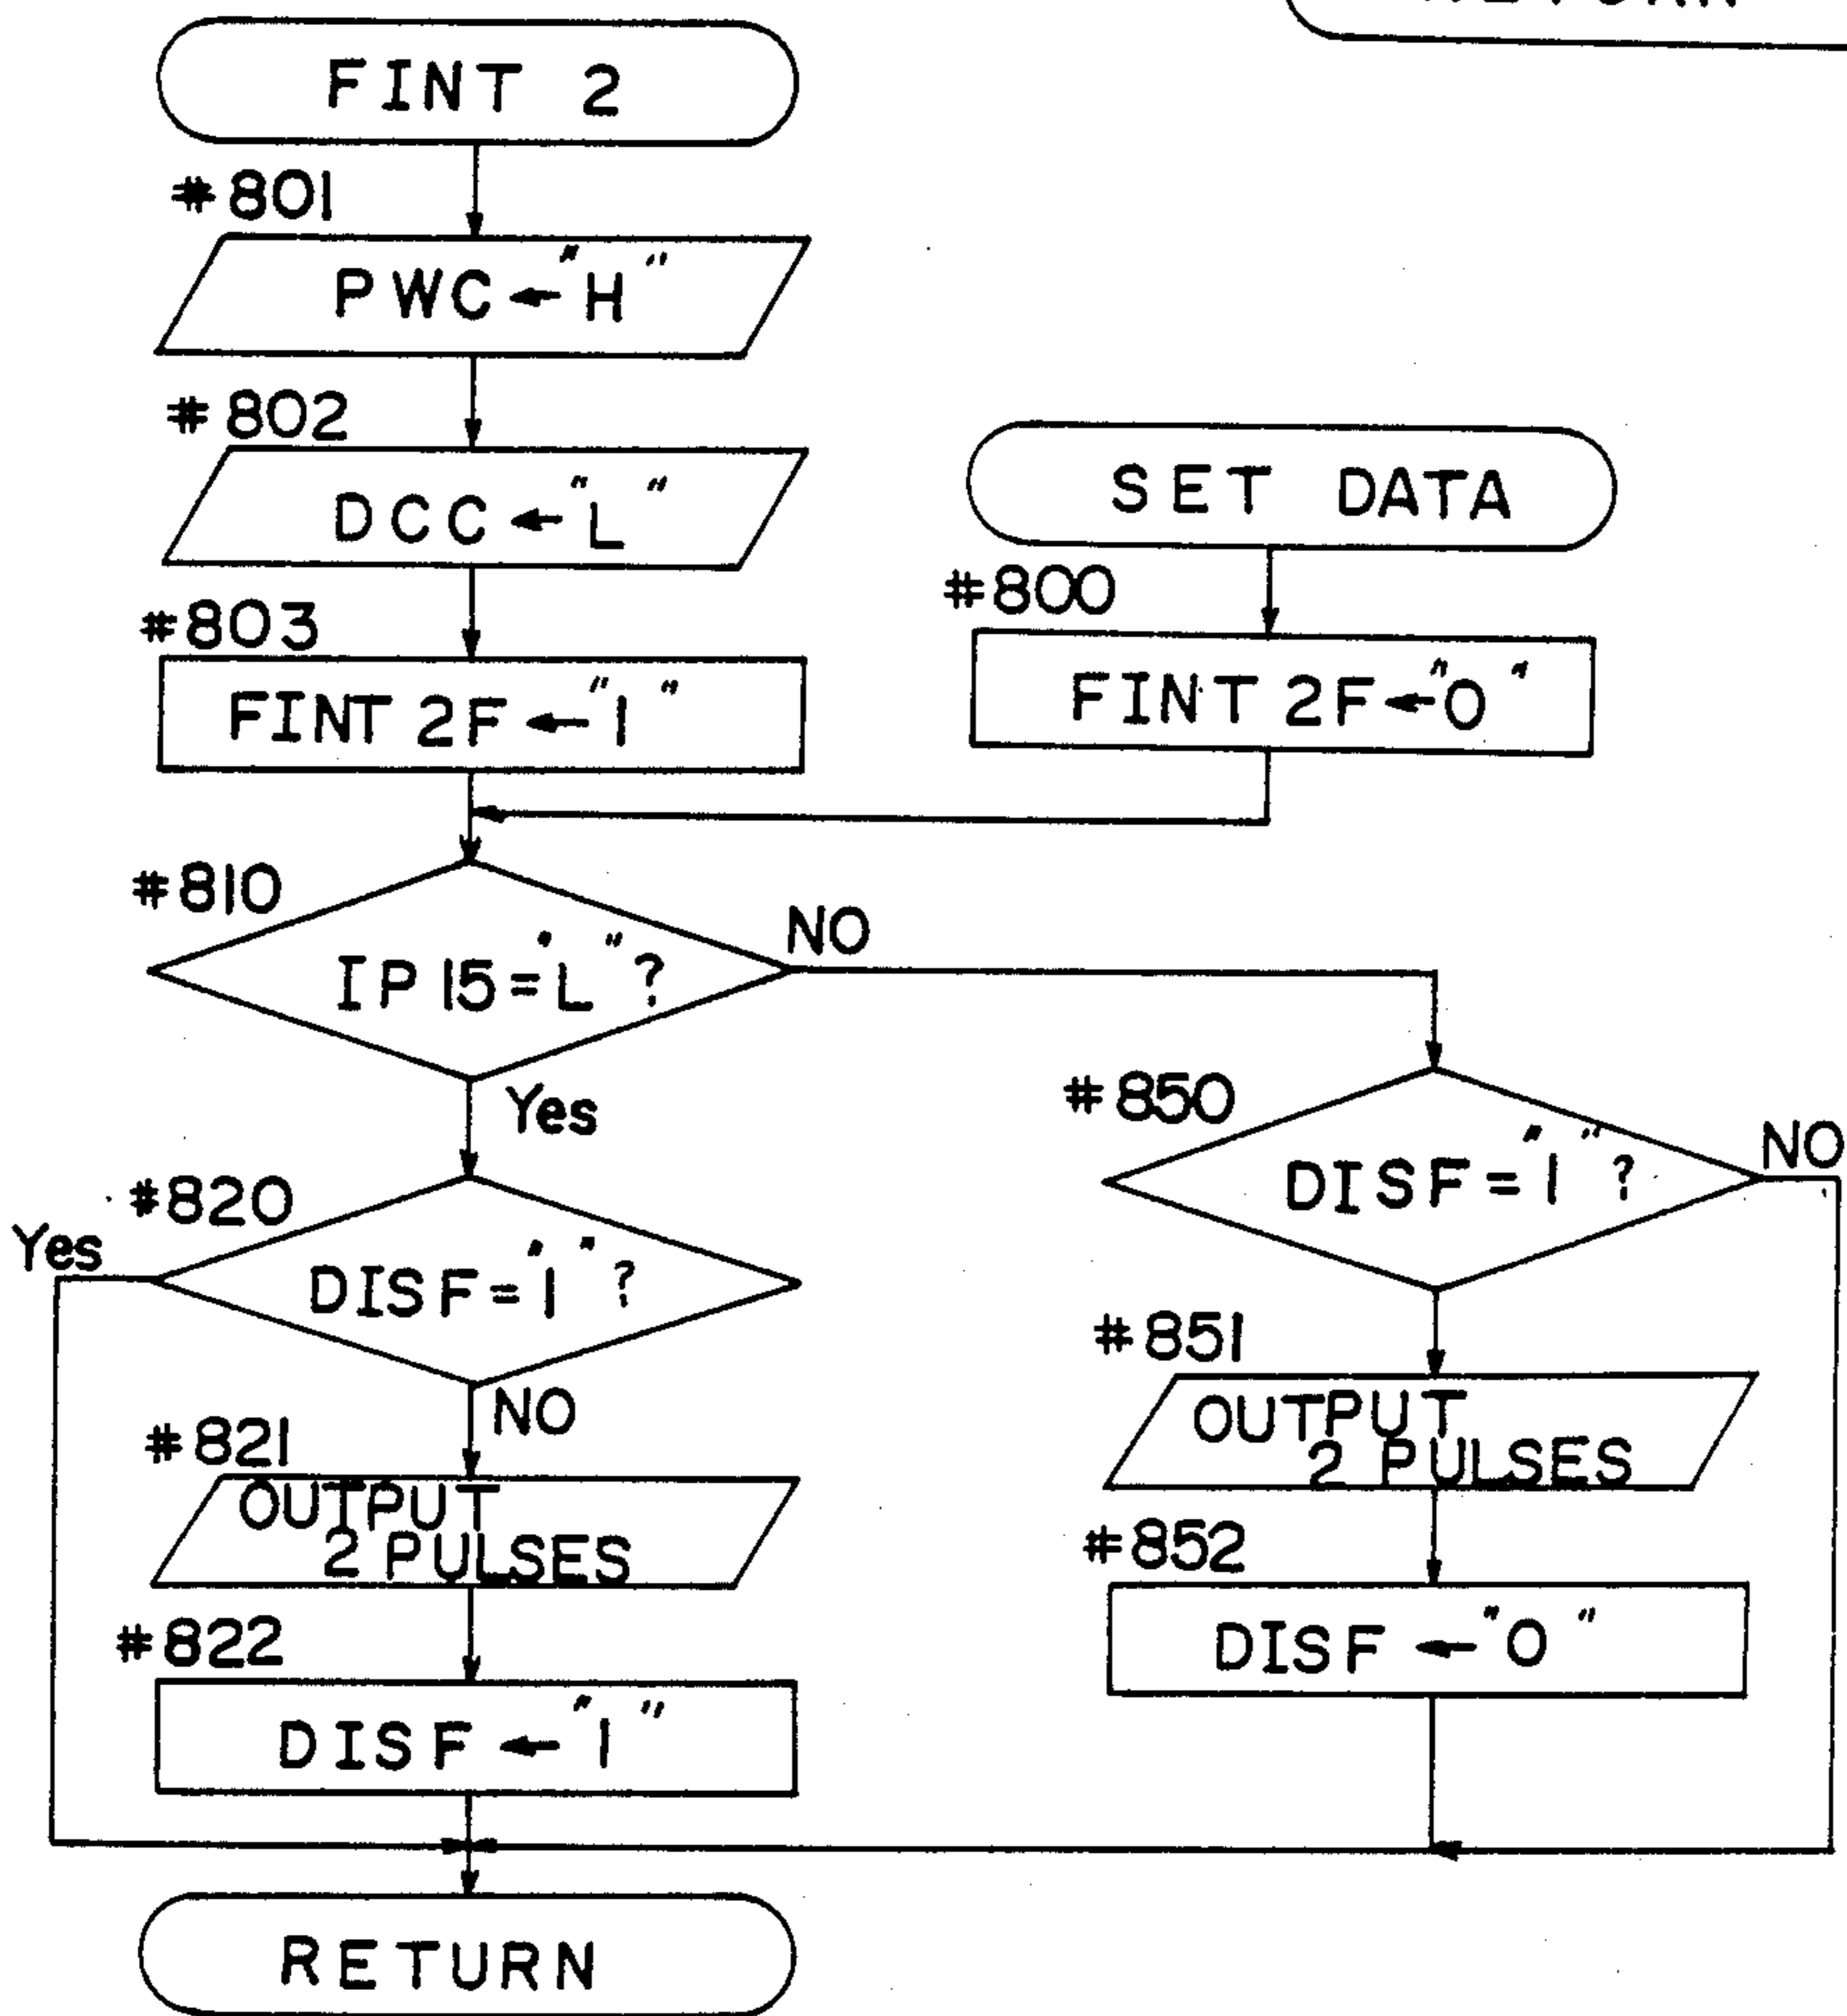 FINT 2
#801
PWC ← "H"
#802
DCC ← "L"
#803
FINT 2F ← "1"
SET DATA
#800
FINT 2F ← "0"
#810
IP15 = "L"?
NO
Yes
#820
DISF = "1"?
Yes
NO
#821
OUTPUT
2 PULSES
#822
DISF ← "1"
#850
DISF = "1"?
NO
#851
OUTPUT
2 PULSES
#852
DISF ← "0"
RETURN